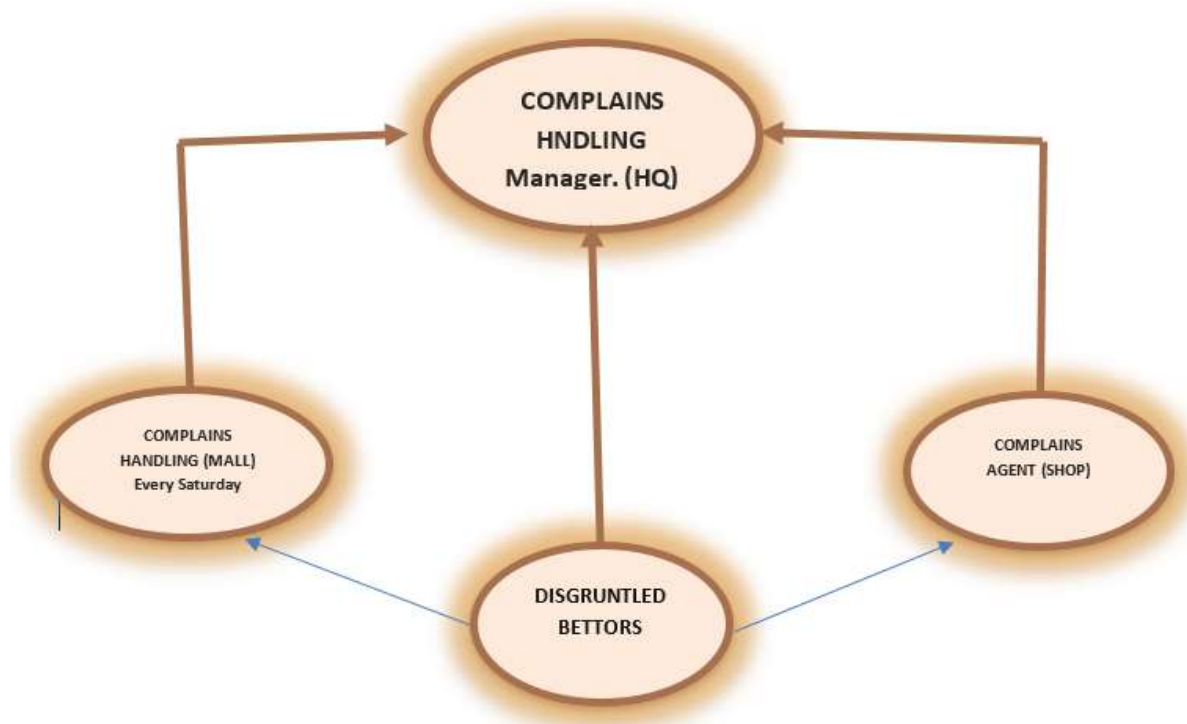 COMPLAINS
HNDLING
Manager. (HQ)
COMPLAINS
HANDLING (MALL)
Every Saturday
COMPLAINS
AGENT (SHOP)
DISGRUNTLED
BETTORS